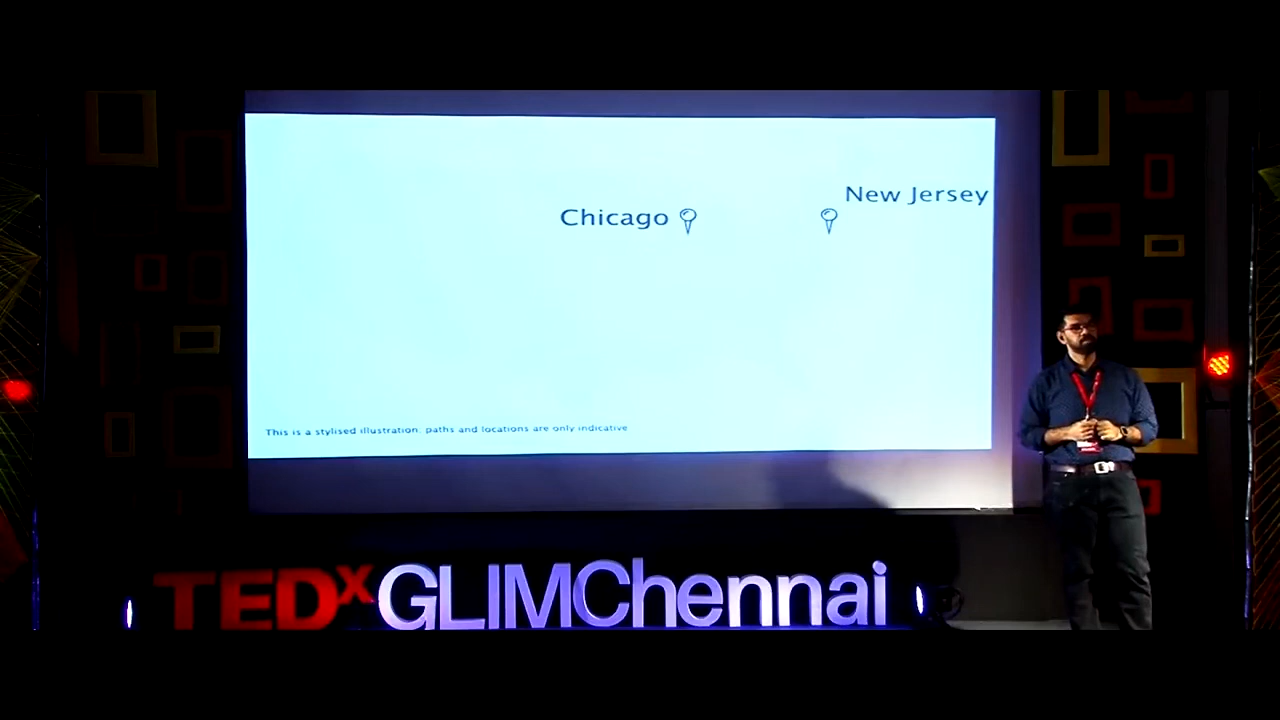 New Jersey
Chicago
This is a stylised illustration. paths and locations are only indicative
TEDxGLIMChennai